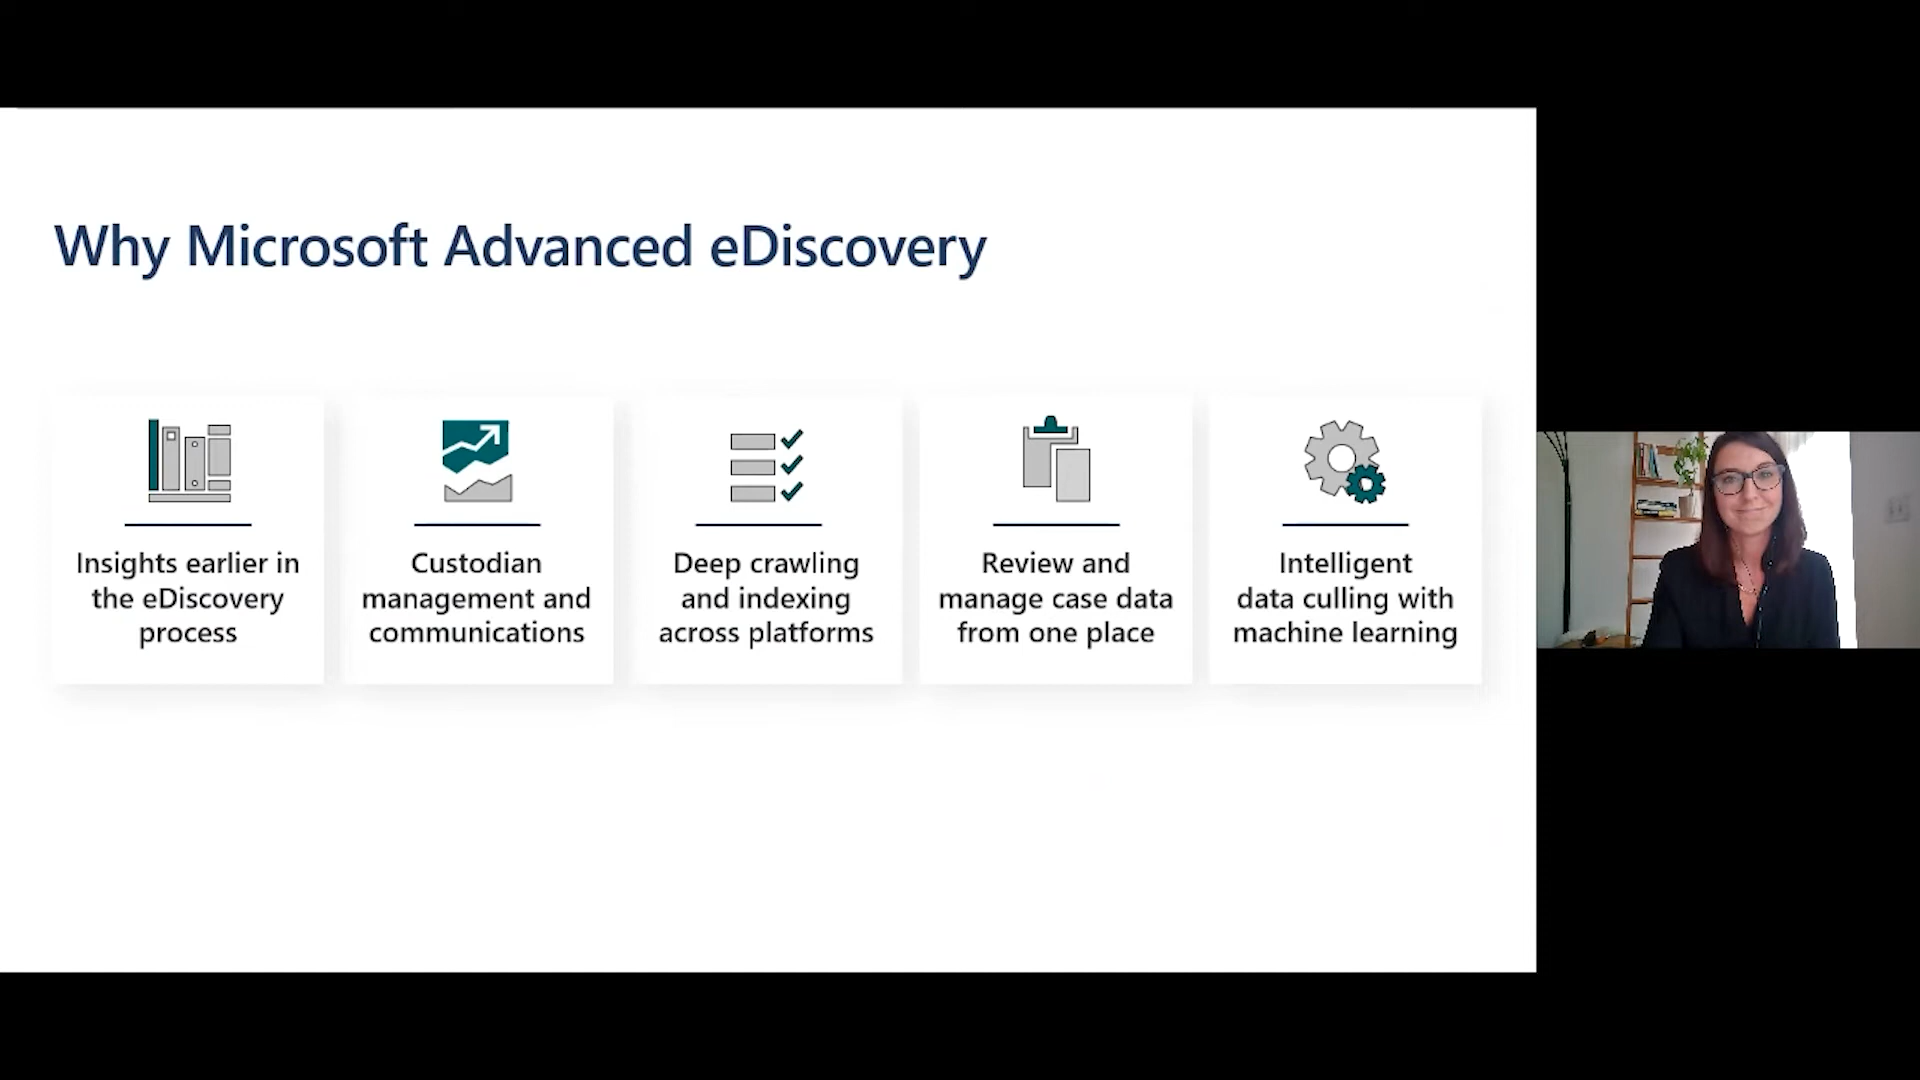 Why Microsoft Advanced eDiscovery
Insights earlier in
the eDiscovery
process
Custodian
management and
communications
Deep crawling
and indexing
across platforms
Review and
manage case data
from one place
Intelligent
data culling with
machine learning